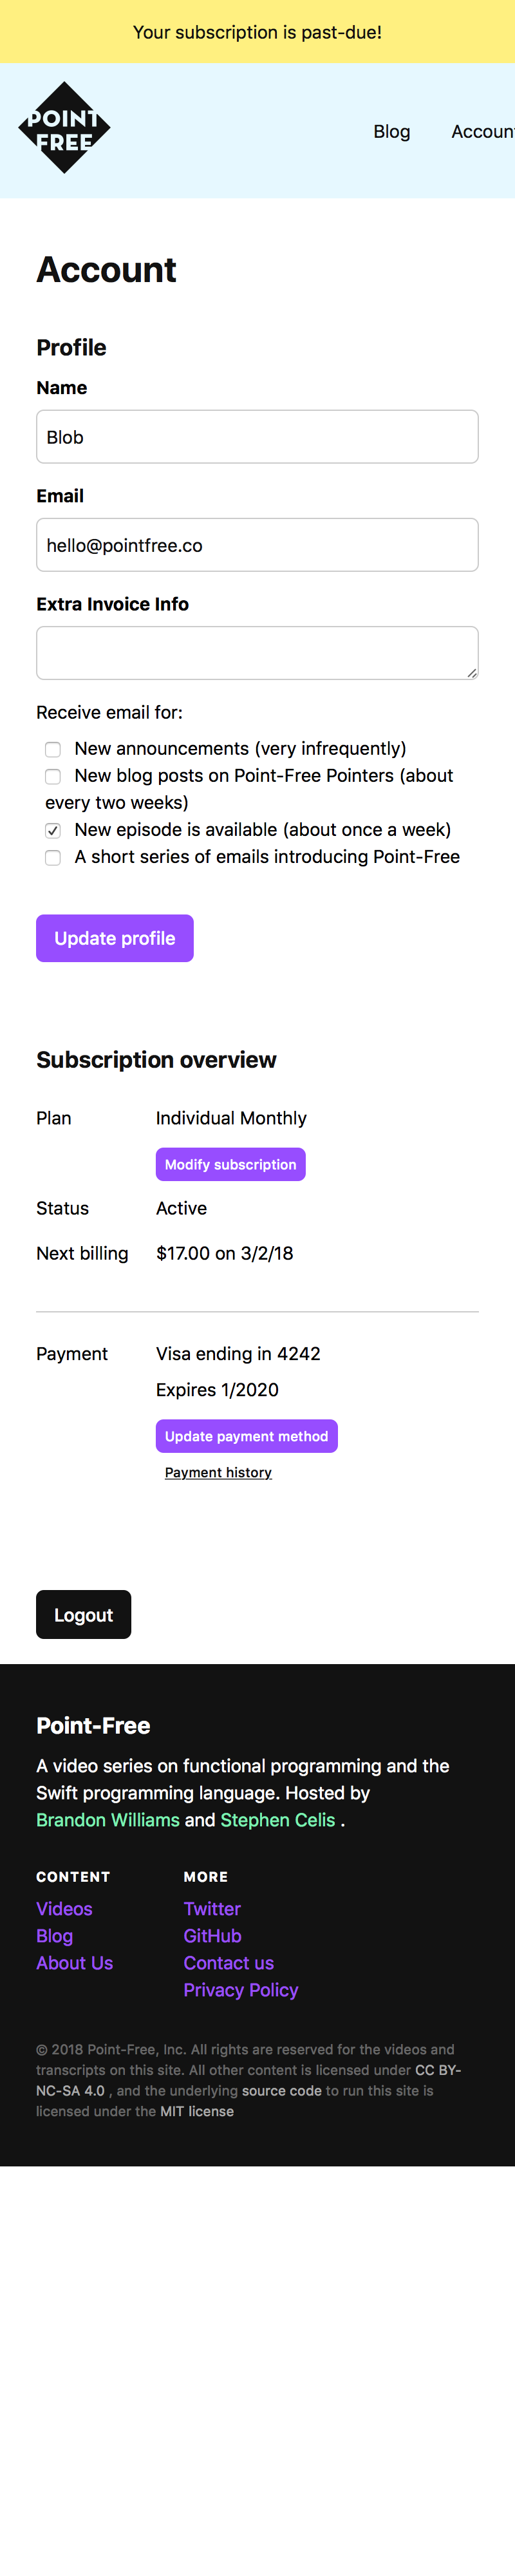 Your subscription is past-due!
POINT
FREE
Blog Accoun
Account
Profile
Name
Blob
Email
hello@pointfree.co
Extra Invoice Info
Receive email for:
New announcements (very infrequently)
New blog posts on Point-Free Pointers (about
every two weeks)
New episode is available (about once a week)
A short series of emails introducing Point-Free
Update profile
Subscription overview
Plan Individual Monthly
Modify subscription
Status Active
Next billing $17.00 on 3/2/18
Payment Visa ending in 4242
Expires 1/2020
Update payment method
Payment history
Logout
Point-Free
A video series on functional programming and the
Swift programming language. Hosted by
Brandon Williams and Stephen Celis .
CONTENT MORE
Videos Twitter
Blog GitHub
About Us Contact us
Privacy Policy
© 2018 Point-Free, Inc. All rights are reserved for the videos and
transcripts on this site. All other content is licensed under CC BY-
NC-SA 4.0 , and the underlying source code to run this site is
licensed under the MIT license